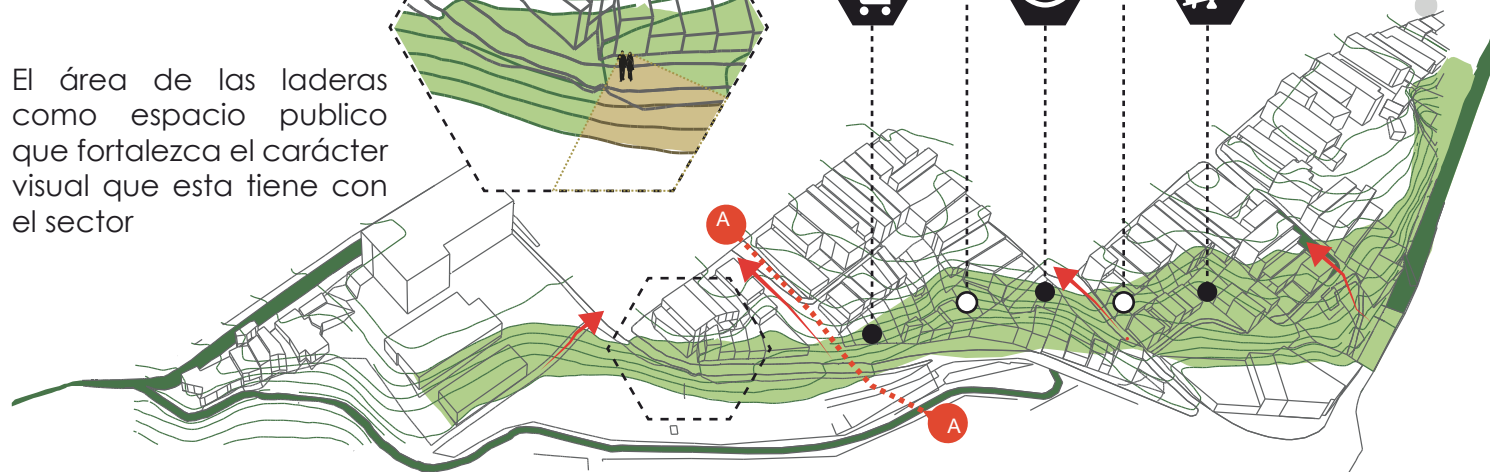 El área de las laderas
como espacio publico
que fortalezca el carácter
visual que esta tiene con
el sector
A
A